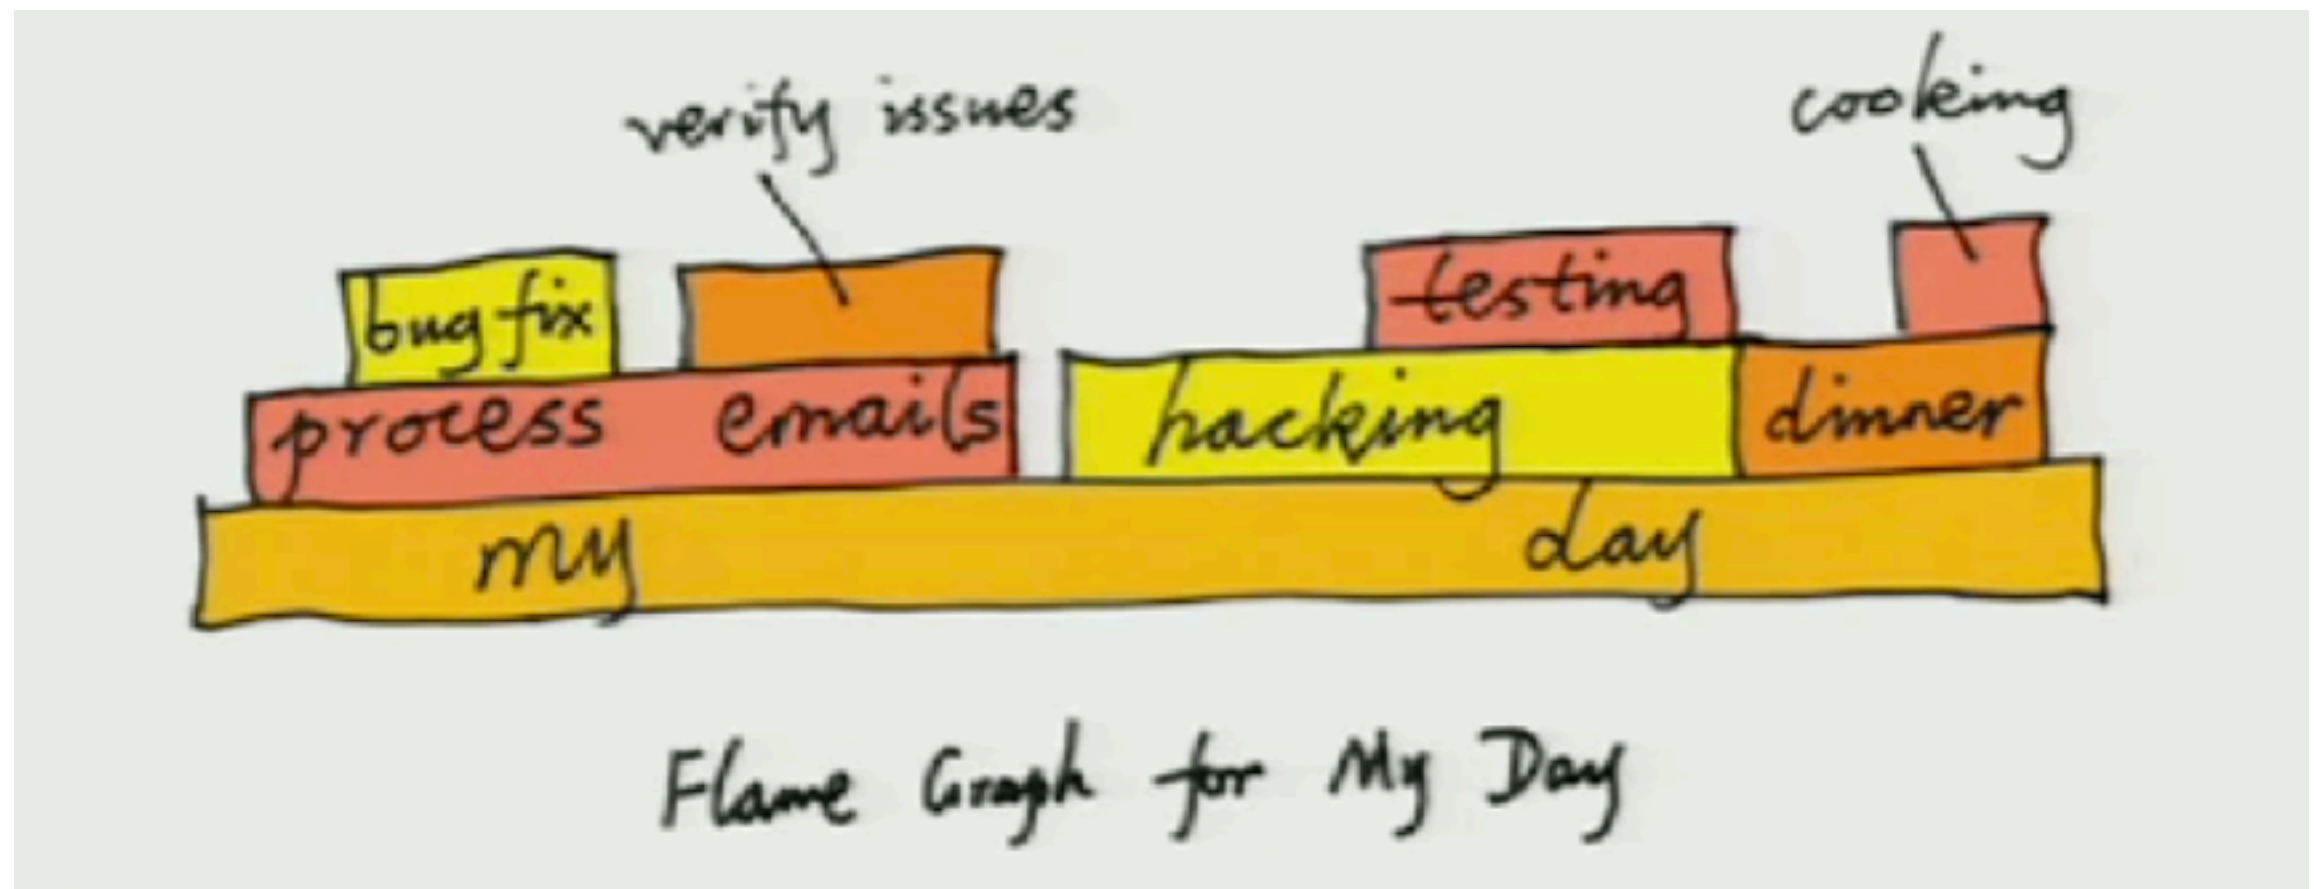 verify issues
cooking
bug fix
testing
process emails
hacking
dinner
my day
Flame Graph for My Day